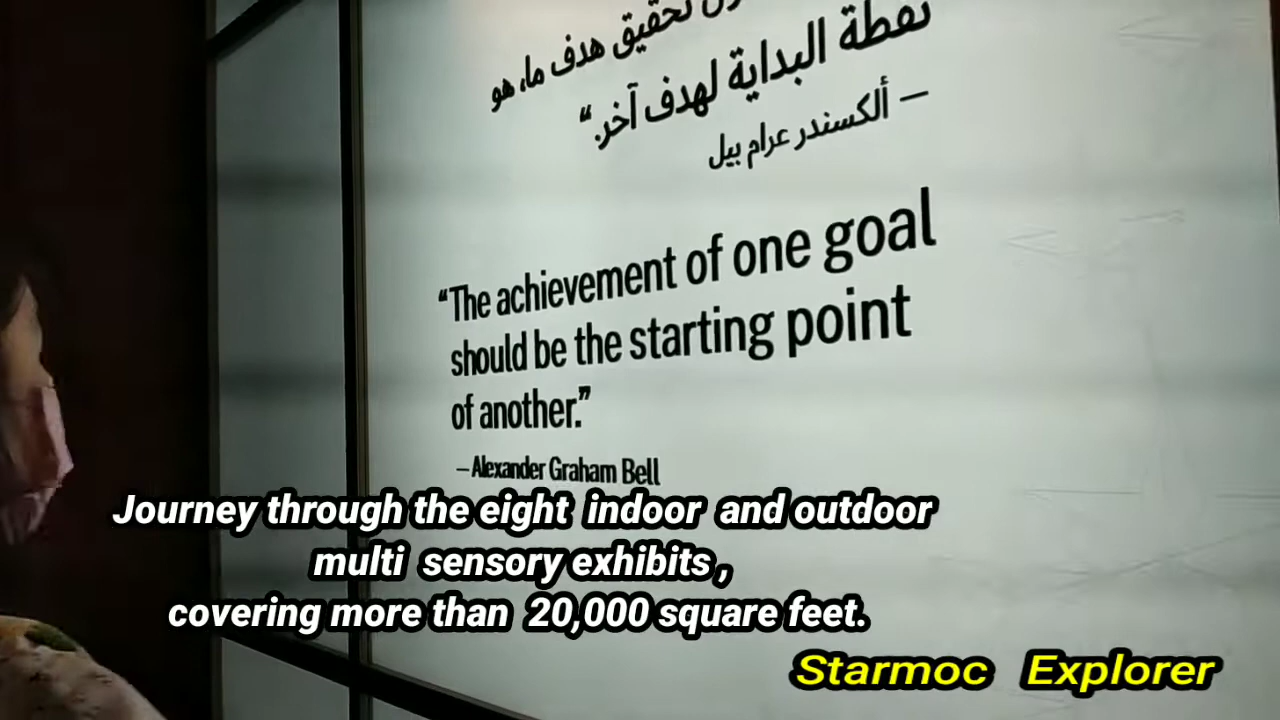 تحقيق هدف ما، هو
نقطة البداية لهدف آخر.“
— ألكسندر غرام بيل
“The achievement of one goal
should be the starting point
of another.”
– Alexander Graham Bell
Journey through the eight indoor and outdoor
multi sensory exhibits ,
covering more than 20,000 square feet.
Starmoc Explorer